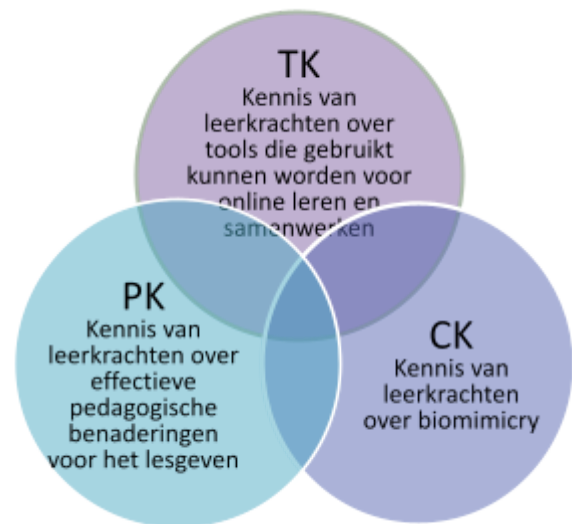 TK
Kennis van
leerkrachten over
tools die gebruikt
kunnen worden voor
online leren en
samenwerken
PK
Kennis van
leerkrachten over
effectieve
pedagogische
benaderingen
voor het lesgeven
CK
Kennis van
leerkrachten
over biomimicry